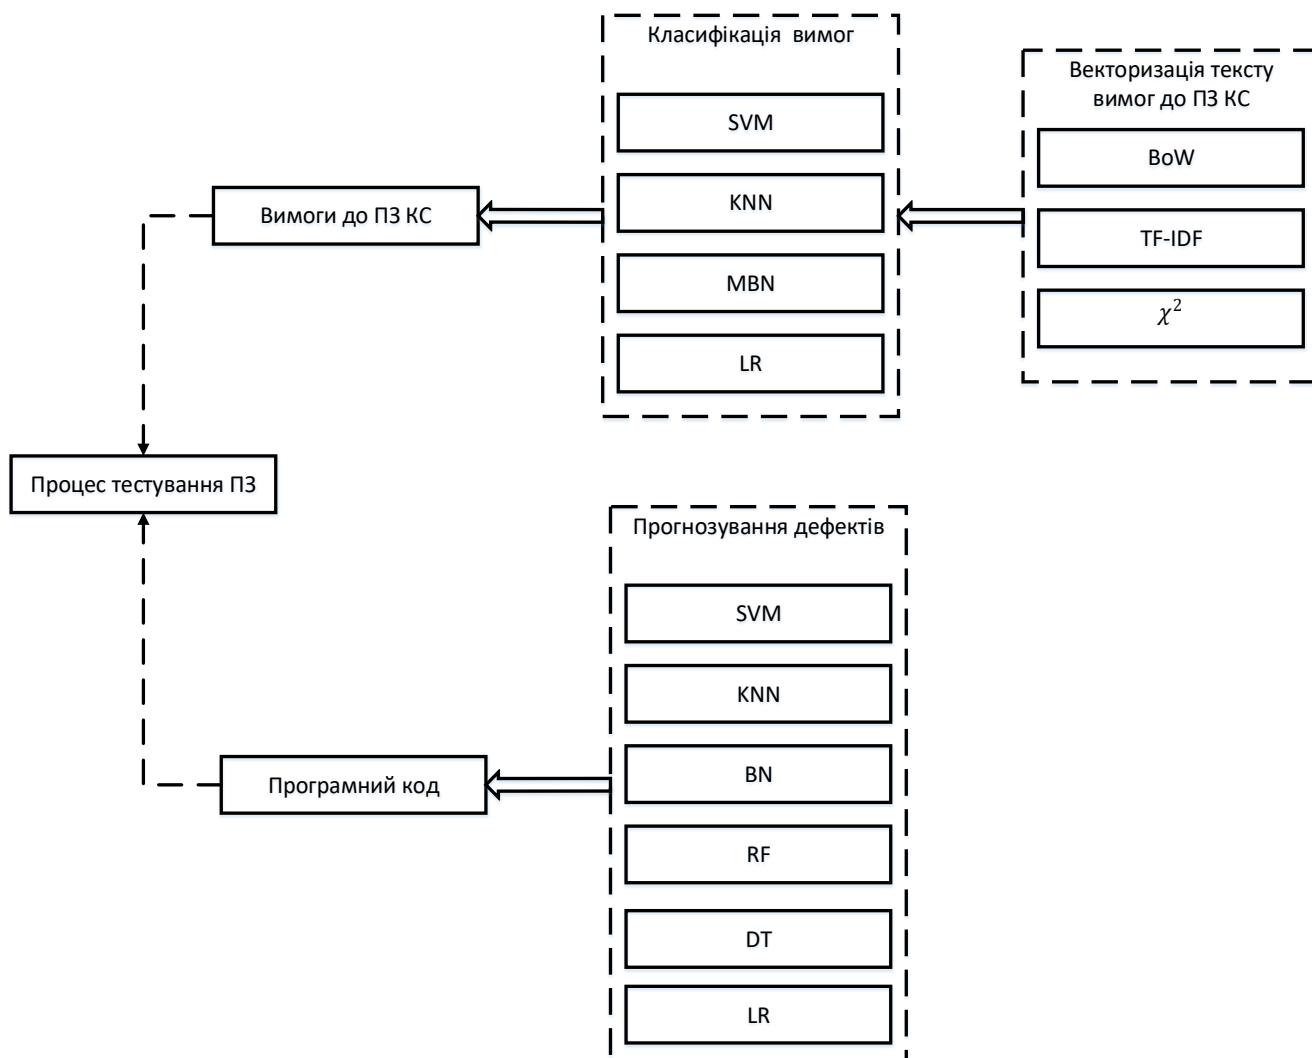 Класифікація вимог
SVM
KNN
MBN
LR
Векторизація тексту
вимог до ПЗ КС
BoW
TF-IDF
χ²
Вимоги до ПЗ КС
Процес тестування ПЗ
Прогнозування дефектів
SVM
KNN
BN
RF
DT
LR
Програмний код